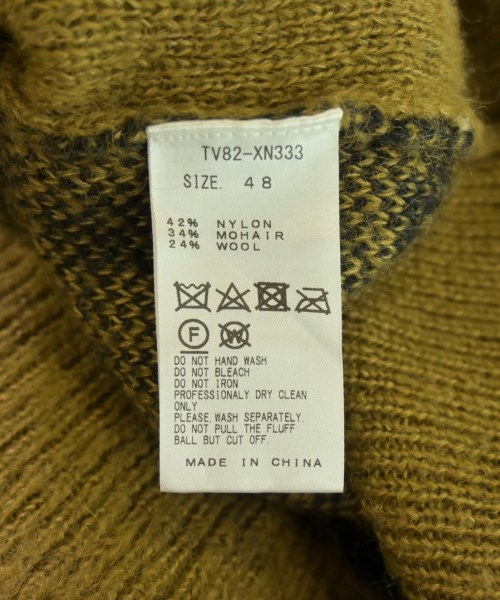 TV82-XN333
SIZE. 48
42% NYLON
34% MOHAIR
24% WOOL
F W
DO NOT HAND WASH
DO NOT BLEACH
DO NOT IRON
PROFESSIONALY DRY CLEAN
ONLY
PLEASE WASH SEPARATELY.
DO NOT PULL THE FLUFF
BALL BUT CUT OFF.
MADE IN CHINA